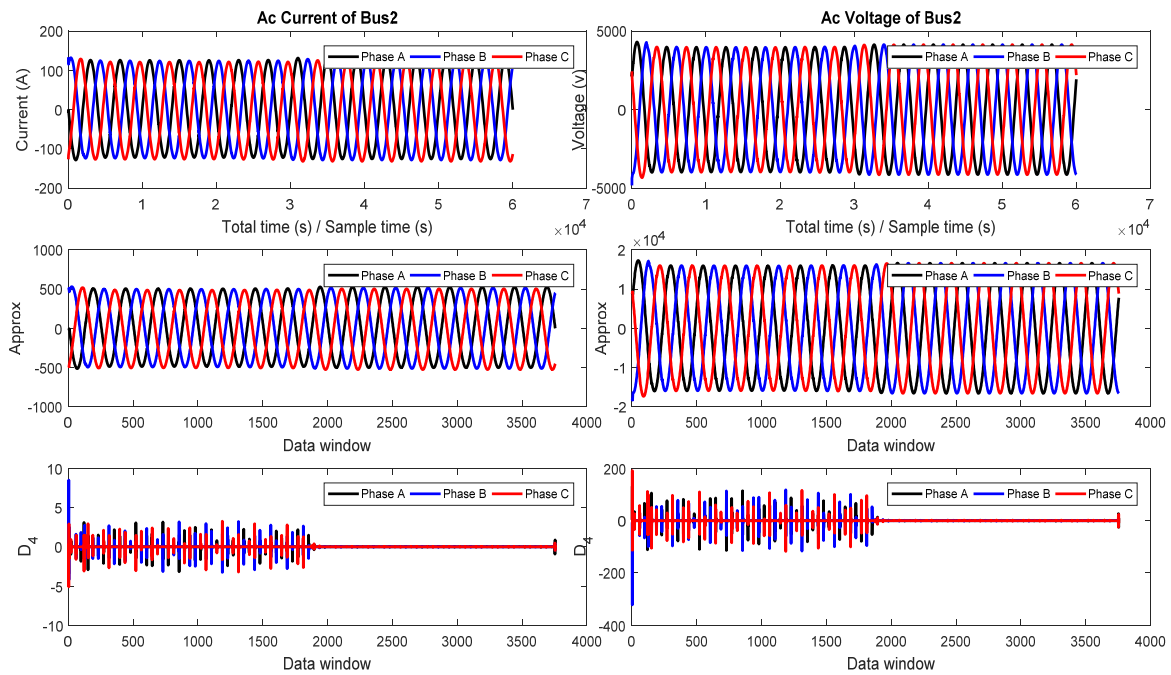 Ac Current of Bus2
Ac Voltage of Bus2
200
100
0
-100
-200
Current (A)
Phase A Phase B Phase C
0 1 2 3 4 5 6 7
Total time (s) / Sample time (s)
×10^4
5000
0
-5000
Voltage (v)
Phase A Phase B Phase C
0 1 2 3 4 5 6 7
Total time (s) / Sample time (s)
×10^4
1000
500
0
-500
-1000
Approx
Phase A Phase B Phase C
0 500 1000 1500 2000 2500 3000 3500 4000
Data window
×10^4
2
1
0
-1
-2
Approx
Phase A Phase B Phase C
0 500 1000 1500 2000 2500 3000 3500 4000
Data window
10
5
0
-5
-10
D4
Phase A Phase B Phase C
0 500 1000 1500 2000 2500 3000 3500 4000
Data window
200
0
-200
-400
D4
Phase A Phase B Phase C
0 500 1000 1500 2000 2500 3000 3500 4000
Data window